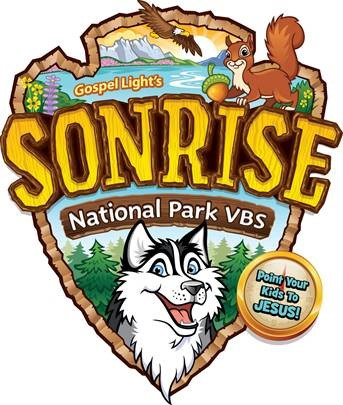 Gospel Light's
SONRISE
National Park VBS
Point Your
Kids To
JESUS!